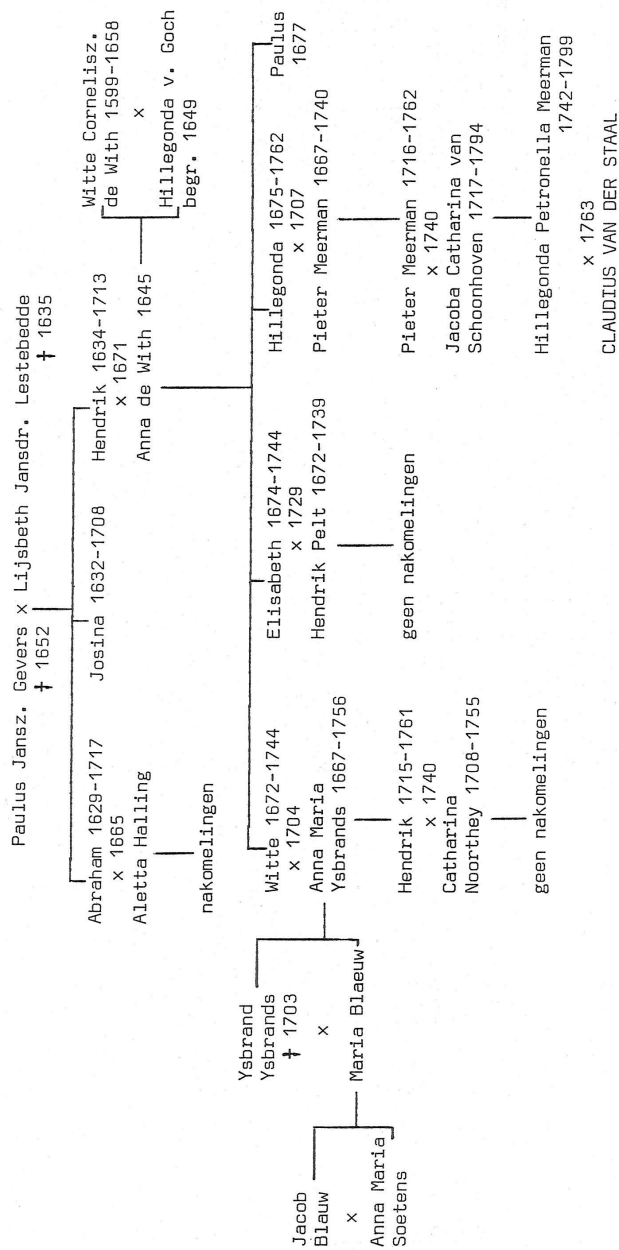 Paulus Jansz. Gevers x Lijsbeth Jansdr. Lestebedde
† 1652
† 1635
Abraham 1629-1717
x 1665
Aletta Halling
nakomelingen
Josina 1632-1708
Hendrik 1634-1713
x 1671
Anna de With 1645
Witte Cornelisz.
de With 1599-1658
x
Hillegonda v. Goch
begr. 1649
Jacob
Blauw
x
Anna Maria
Soetens
Ysbrand
Ysbrands
† 1703
x
Maria Blaeuw
Witte 1672-1744
x 1704
Anna Maria
Ysbrands 1667-1756
Hendrik 1715-1761
x 1740
Catharina
Noorthey 1708-1755
geen nakomelingen
Elisabeth 1674-1744
x 1729
Hendrik Pelt 1672-1739
geen nakomelingen
Hillegonda 1675-1762
x 1707
Pieter Meerman 1667-1740
Pieter Meerman 1716-1762
x 1740
Jacoba Catharina van
Schoonhoven 1717-1794
Hillegonda Petronella Meerman
1742-1799
x 1763
CLAUDIUS VAN DER STAAL
Paulus
1677